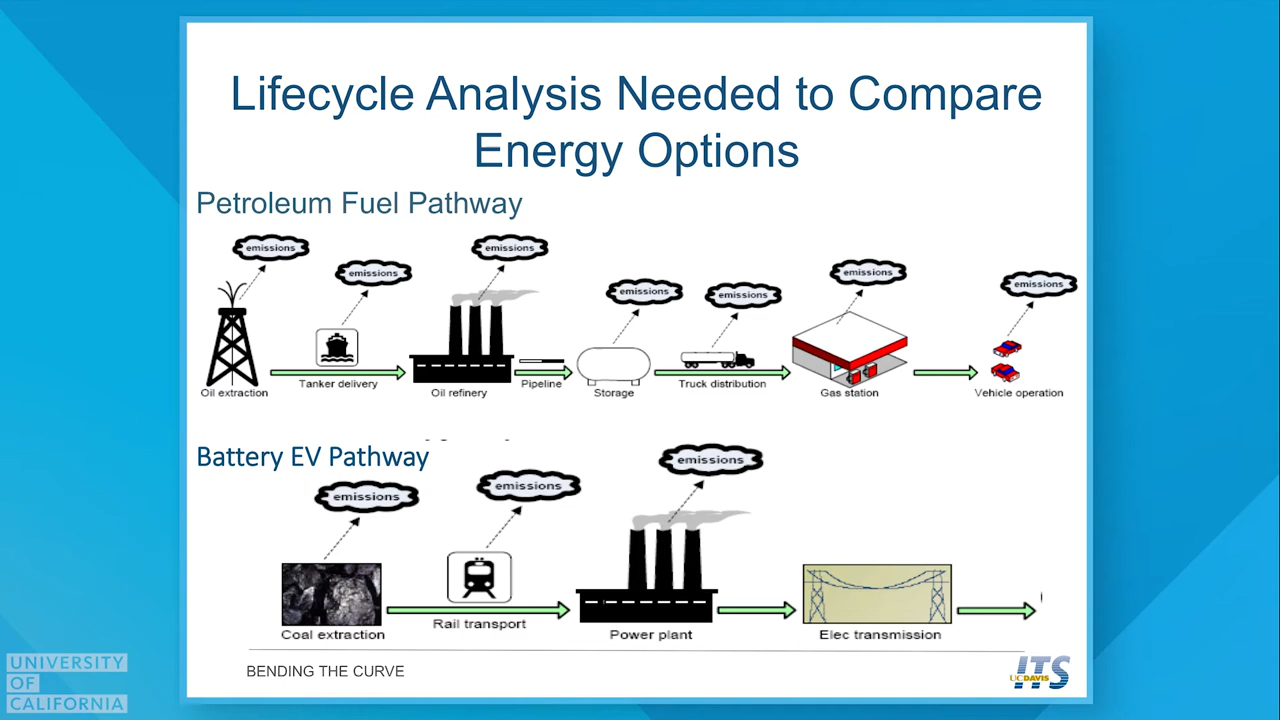 Lifecycle Analysis Needed to Compare
Energy Options
Petroleum Fuel Pathway
emissions
emissions
emissions
emissions
emissions
emissions
emissions
Oil extraction
Tanker delivery
Oil refinery
Pipeline
Storage
Truck distribution
Gas station
Vehicle operation
Battery EV Pathway
emissions
emissions
emissions
Coal extraction
Rail transport
Power plant
Elec transmission
BENDING THE CURVE
ITS
UCDAVIS
UNIVERSITY
OF
CALIFORNIA